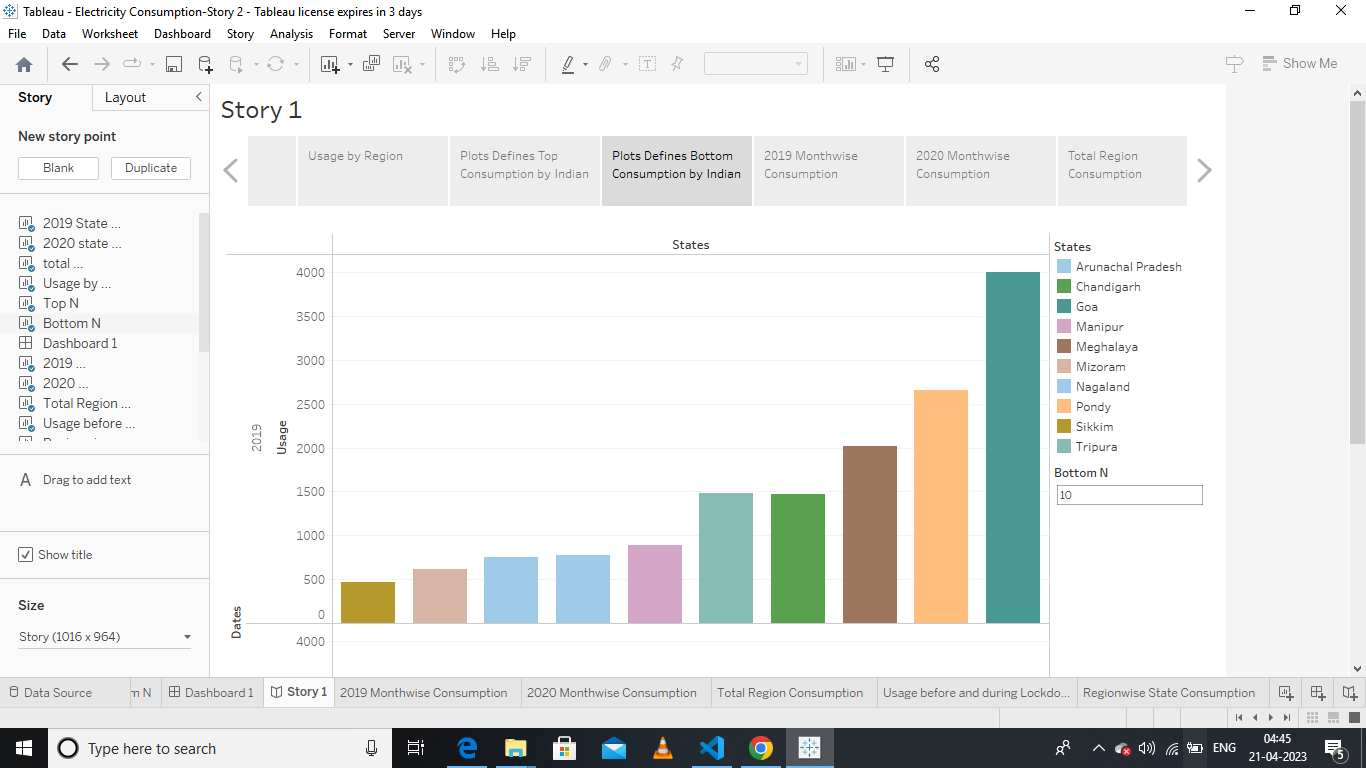 Tableau - Electricity Consumption-Story 2 - Tableau license expires in 3 days
File Data Worksheet Dashboard Story Analysis Format Server Window Help
Show Me
Story Layout
New story point
Blank Duplicate
2019 State ...
2020 state ...
total ...
Usage by ...
Top N
Bottom N
Dashboard 1
2019 ...
2020 ...
Total Region ...
Usage before ...
A Drag to add text
Show title
Size
Story (1016 x 964)
Story 1
Usage by Region
Plots Defines Top
Consumption by Indian
Plots Defines Bottom
Consumption by Indian
2019 Monthwise
Consumption
2020 Monthwise
Consumption
Total Region
Consumption
States
4000
3500
3000
2500
2000
1500
1000
500
0
4000
2019
Usage
Dates
States
Arunachal Pradesh
Chandigarh
Goa
Manipur
Meghalaya
Mizoram
Nagaland
Pondy
Sikkim
Tripura
Bottom N
10
Data Source m N Dashboard 1 Story 1 2019 Monthwise Consumption 2020 Monthwise Consumption Total Region Consumption Usage before and during Lockdo... Regionwise State Consumption
Type here to search
ENG
04:45
21-04-2023
5